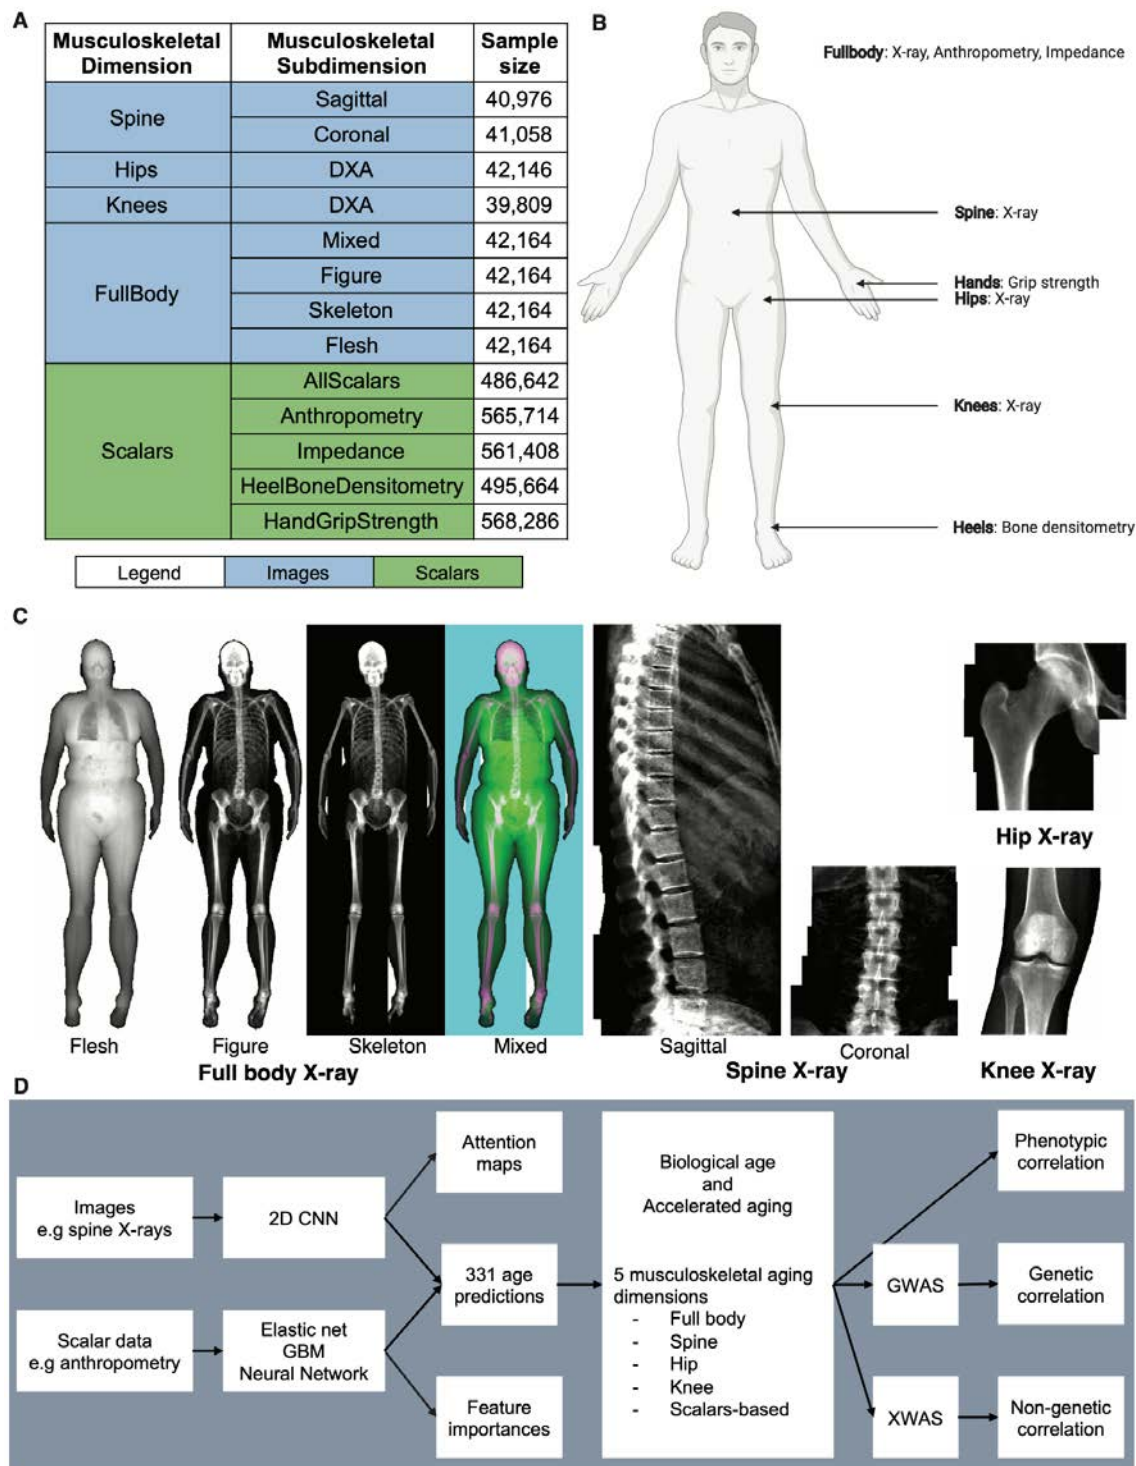 A
Musculoskeletal Dimension
Musculoskeletal Subdimension
Sample size
Spine
Sagittal
40,976
Coronal
41,058
Hips
DXA
42,146
Knees
DXA
39,809
FullBody
Mixed
42,164
Figure
42,164
Skeleton
42,164
Flesh
42,164
Scalars
AllScalars
486,642
Anthropometry
565,714
Impedance
561,408
HeelBoneDensitometry
495,664
HandGripStrength
568,286
Legend
Images
Scalars
B
Fullbody: X-ray, Anthropometry, Impedance
Spine: X-ray
Hands: Grip strength
Hips: X-ray
Knees: X-ray
Heels: Bone densitometry
C
Flesh
Figure
Skeleton
Mixed
Full body X-ray
Sagittal
Coronal
Spine X-ray
Hip X-ray
Knee X-ray
D
Images
e.g spine X-rays
2D CNN
Attention
maps
Scalar data
e.g anthropometry
Elastic net
GBM
Neural Network
331 age
predictions
Feature
importances
Biological age
and
Accelerated aging
5 musculoskeletal aging
dimensions
- Full body
- Spine
- Hip
- Knee
- Scalars-based
Phenotypic
correlation
GWAS
Genetic
correlation
XWAS
Non-genetic
correlation